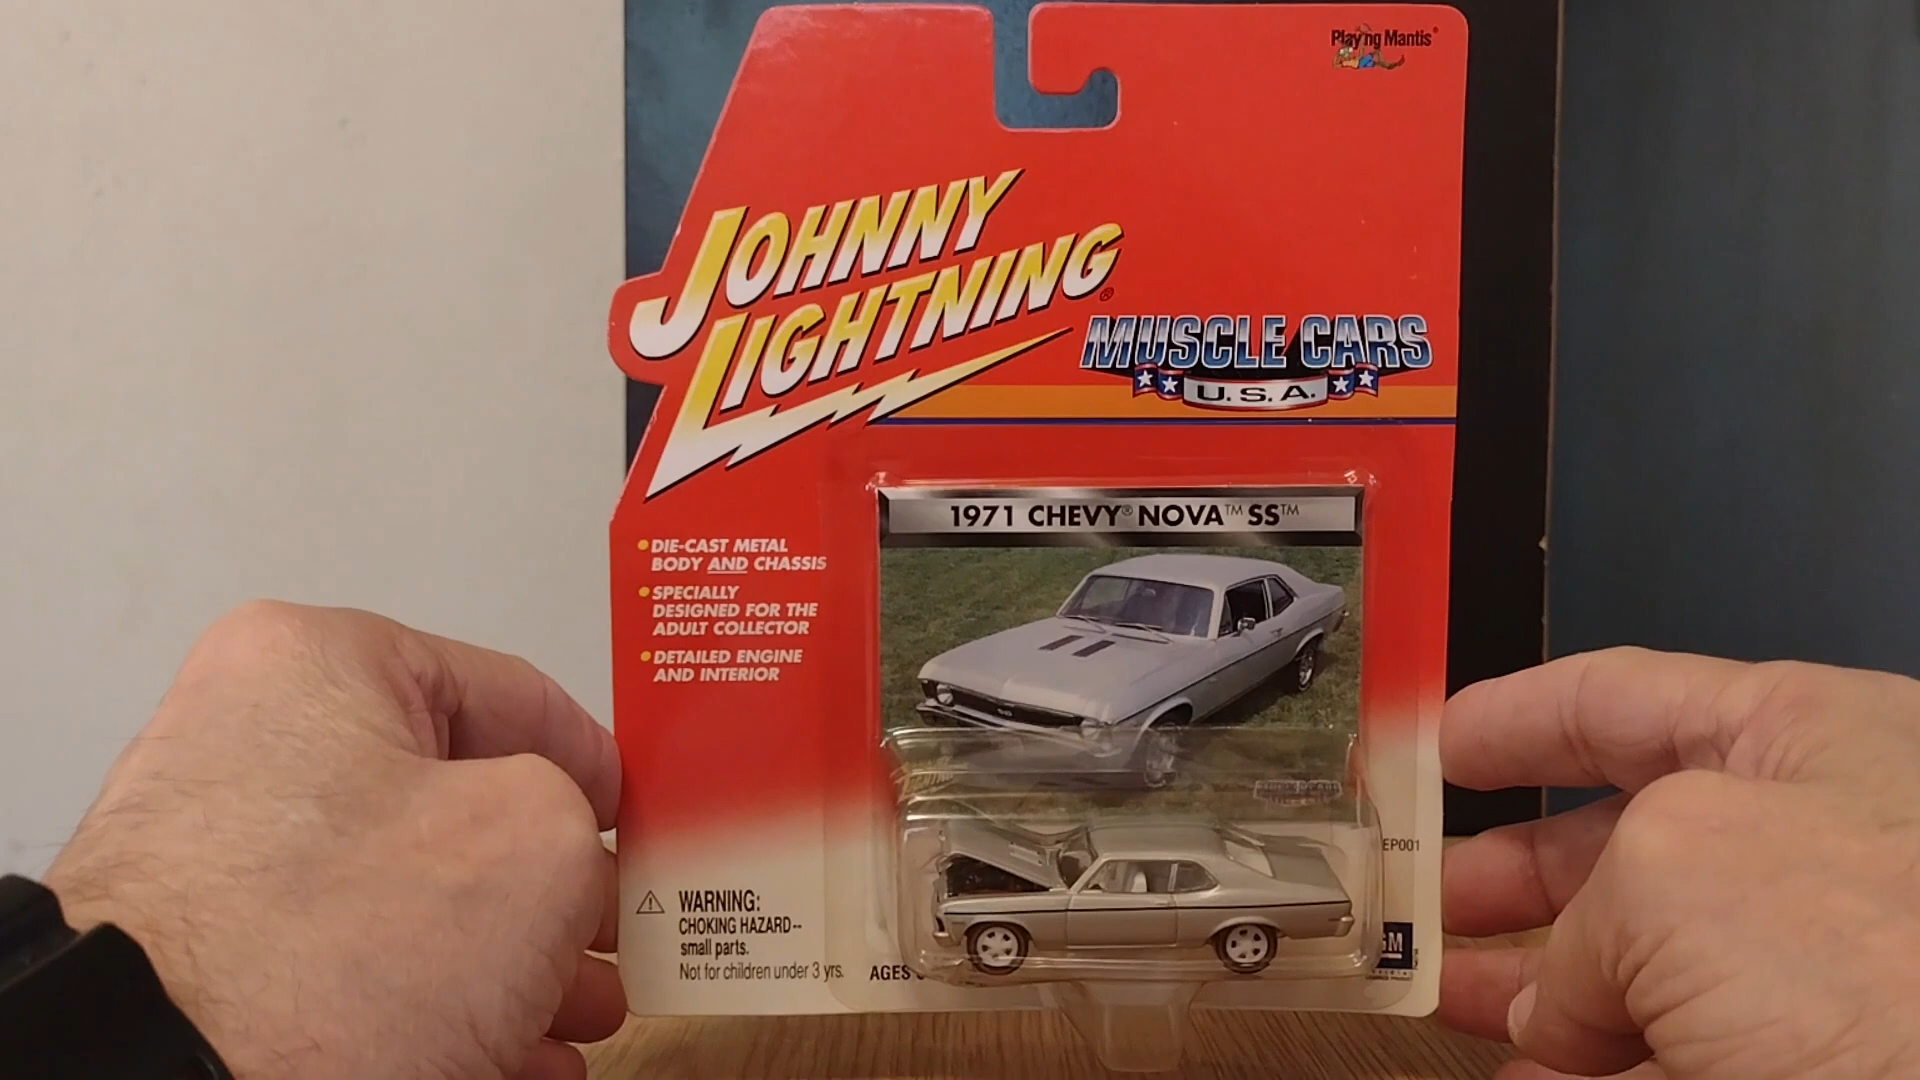 Playing Mantis®
JOHNNY
LIGHTNING®
MUSCLE CARS
U.S.A.
1971 CHEVY® NOVA™ SS™
•DIE-CAST METAL
BODY AND CHASSIS
•SPECIALLY
DESIGNED FOR THE
ADULT COLLECTOR
•DETAILED ENGINE
AND INTERIOR
EP001
WARNING:
CHOKING HAZARD--
small parts.
Not for children under 3 yrs.
AGES
GM